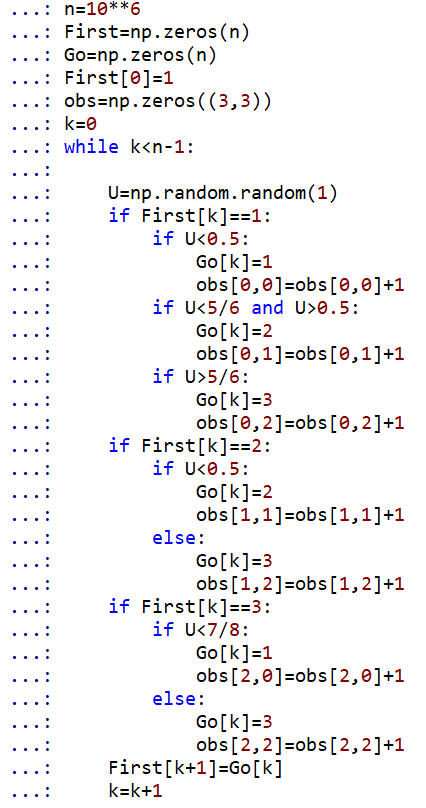 ...: n=10**6
...: First=np.zeros(n)
...: Go=np.zeros(n)
...: First[0]=1
...: obs=np.zeros((3,3))
...: k=0
...: while k<n-1:
...:
...:     U=np.random.random(1)
...:     if First[k]==1:
...:         if U<0.5:
...:             Go[k]=1
...:             obs[0,0]=obs[0,0]+1
...:         if U<5/6 and U>0.5:
...:             Go[k]=2
...:             obs[0,1]=obs[0,1]+1
...:         if U>5/6:
...:             Go[k]=3
...:             obs[0,2]=obs[0,2]+1
...:     if First[k]==2:
...:         if U<0.5:
...:             Go[k]=2
...:             obs[1,1]=obs[1,1]+1
...:         else:
...:             Go[k]=3
...:             obs[1,2]=obs[1,2]+1
...:     if First[k]==3:
...:         if U<7/8:
...:             Go[k]=1
...:             obs[2,0]=obs[2,0]+1
...:         else:
...:             Go[k]=3
...:             obs[2,2]=obs[2,2]+1
...:     First[k+1]=Go[k]
...:     k=k+1